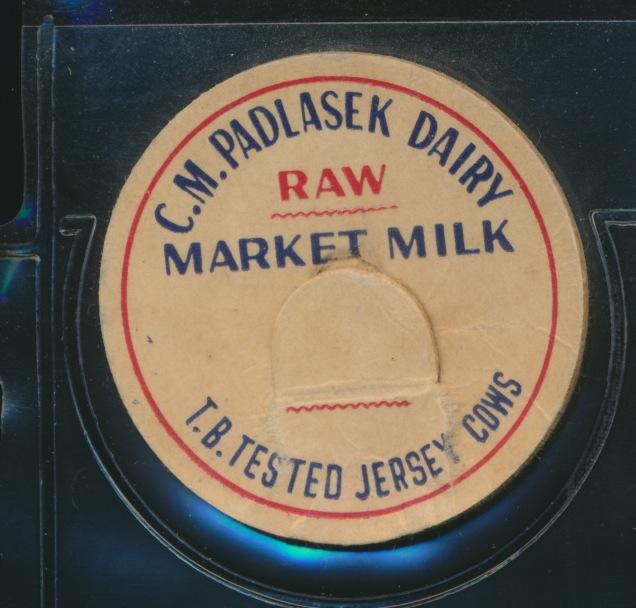 C.M. PADLASEK DAIRY
RAW
MARKET MILK
T.B. TESTED JERSEY COWS